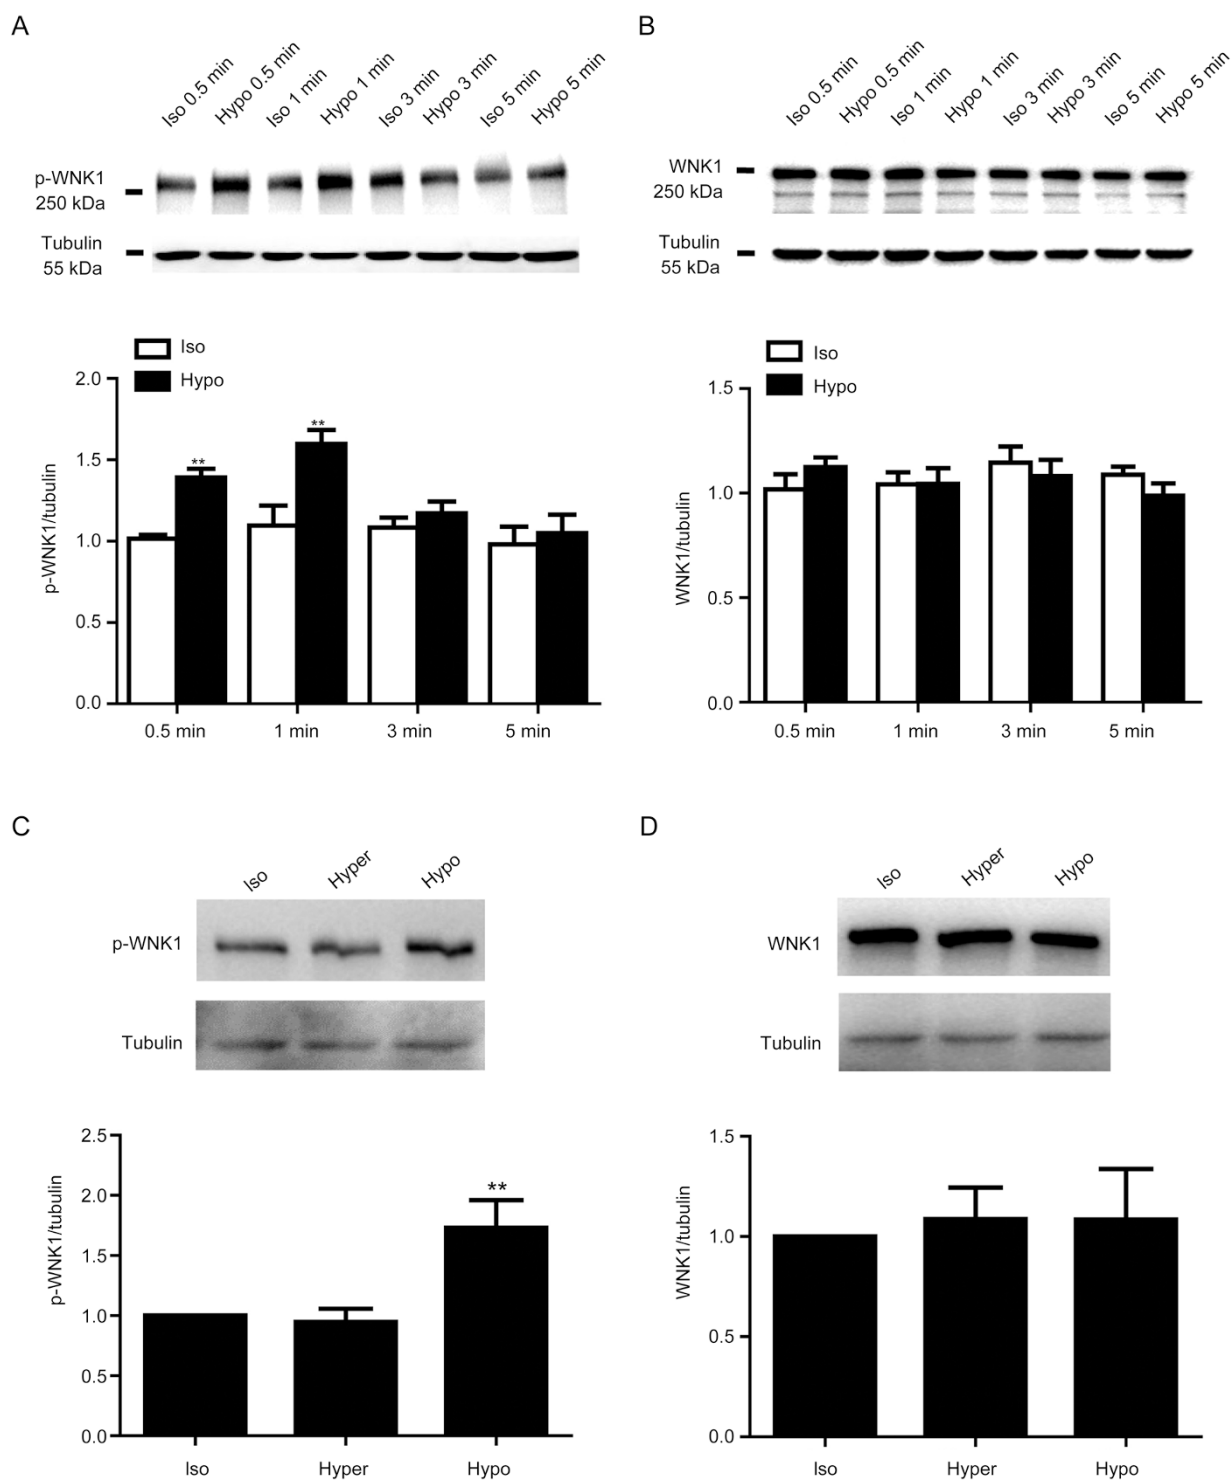 A
Iso 0.5 min
Hypo 0.5 min
Iso 1 min
Hypo 1 min
Iso 3 min
Hypo 3 min
Iso 5 min
Hypo 5 min
p-WNK1
250 kDa
Tubulin
55 kDa
Iso
Hypo
p-WNK1/tubulin
2.0
1.5
1.0
0.5
0.0
**
**
0.5 min
1 min
3 min
5 min
B
Iso 0.5 min
Hypo 0.5 min
Iso 1 min
Hypo 1 min
Iso 3 min
Hypo 3 min
Iso 5 min
Hypo 5 min
WNK1
250 kDa
Tubulin
55 kDa
Iso
Hypo
WNK1/tubulin
1.5
1.0
0.5
0.0
0.5 min
1 min
3 min
5 min
C
Iso
Hyper
Hypo
p-WNK1
Tubulin
p-WNK1/tubulin
2.5
2.0
1.5
1.0
0.5
0.0
**
Iso
Hyper
Hypo
D
Iso
Hyper
Hypo
WNK1
Tubulin
WNK1/tubulin
1.5
1.0
0.5
0.0
Iso
Hyper
Hypo